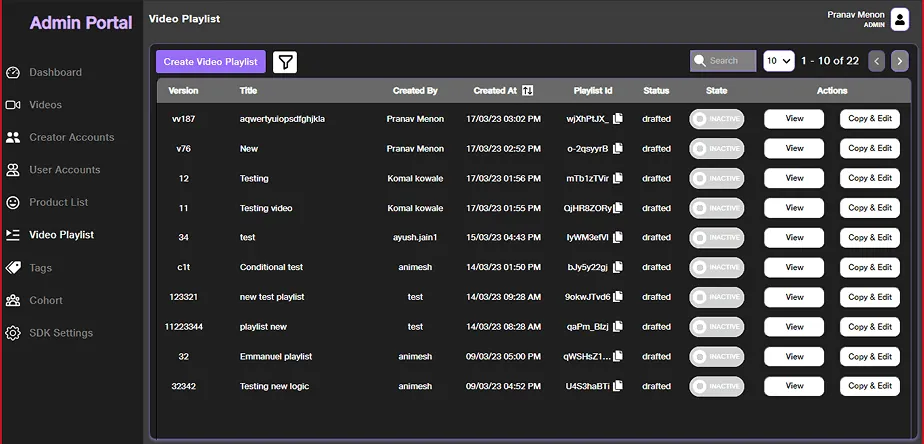 Admin Portal
Video Playlist
Pranav Menon
ADMIN
Dashboard
Videos
Creator Accounts
User Accounts
Product List
Video Playlist
Tags
Cohort
SDK Settings
Create Video Playlist
Search
10
1 - 10 of 22
Version Title Created By Created At Playlist Id Status State Actions
vv187 aqwertyuiopsdfghjkla Pranav Menon 17/03/23 03:02 PM wjXhPtJX_ drafted INACTIVE View Copy & Edit
v76 New Pranav Menon 17/03/23 02:52 PM o-2qsyyrB drafted INACTIVE View Copy & Edit
12 Testing Komal kowale 17/03/23 01:56 PM mTb1zTVir drafted INACTIVE View Copy & Edit
11 Testing video Komal kowale 17/03/23 01:55 PM QjHR8ZORy drafted INACTIVE View Copy & Edit
34 test ayush.jain1 15/03/23 04:43 PM drafted INACTIVE View Copy & Edit
c1t Conditional test animesh 14/03/23 01:50 PM bJy5y22gj drafted INACTIVE View Copy & Edit
123321 new test playlist test 14/03/23 09:28 AM 9okwJTvd6 drafted INACTIVE View Copy & Edit
11223344 playlist new test 14/03/23 08:28 AM drafted INACTIVE View Copy & Edit
32 Emmanuel playlist animesh 09/03/23 05:00 PM qWSHsZ1... drafted INACTIVE View Copy & Edit
32342 Testing new logic animesh 09/03/23 04:52 PM U4S3haBTi drafted INACTIVE View Copy & Edit